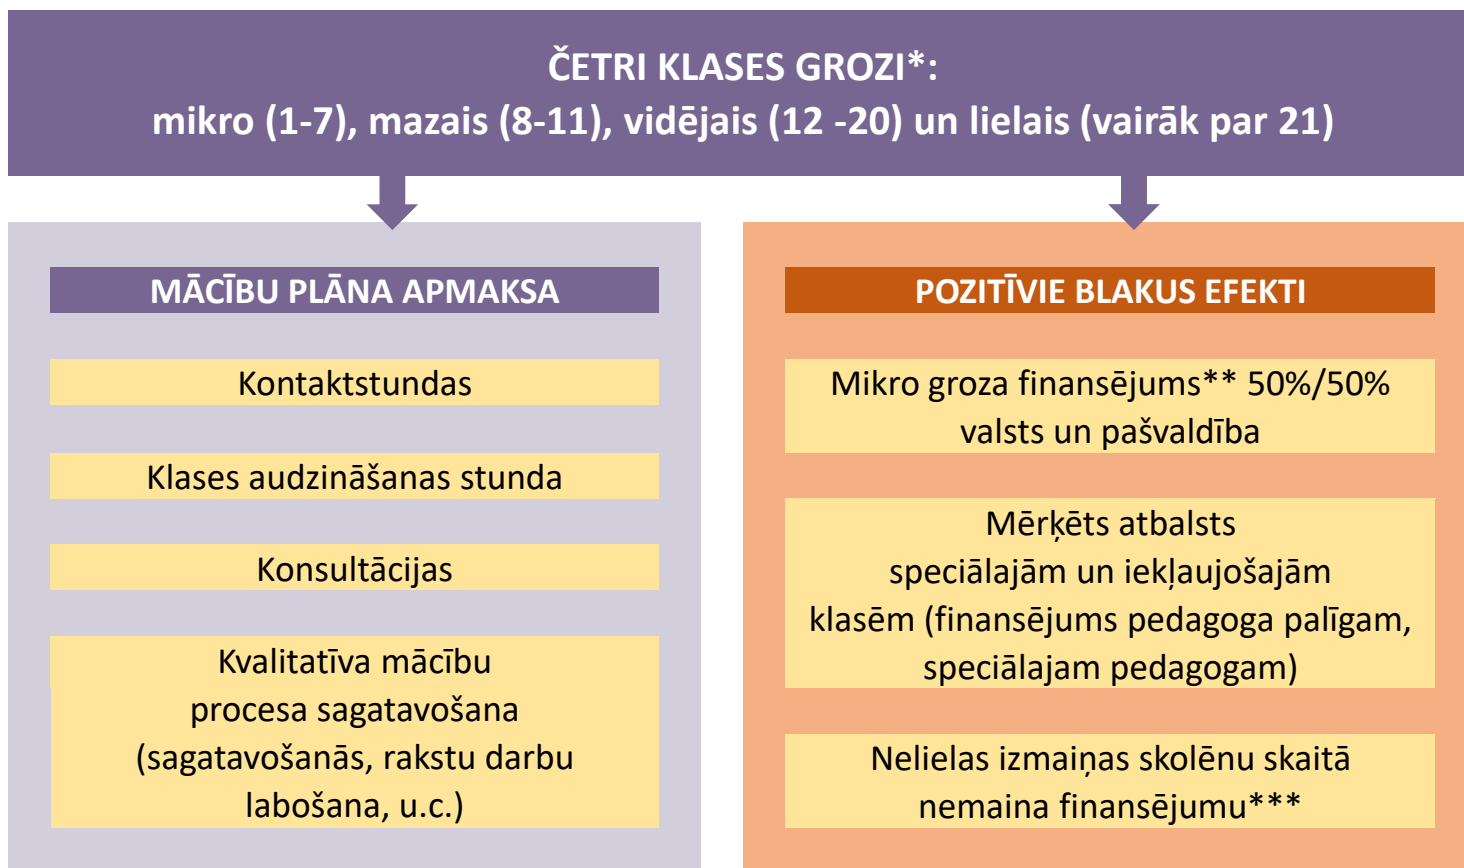 ČETRI KLASES GROZI*:
mikro (1-7), mazais (8-11), vidējais (12 -20) un lielais (vairāk par 21)
MĀCĪBU PLĀNA APMAKSA
Kontaktstundas
Klases audzināšanas stunda
Konsultācijas
Kvalitatīva mācību
procesa sagatavošana
(sagatavošanās, rakstu darbu
labošana, u.c.)
POZITĪVIE BLAKUS EFEKTI
Mikro groza finansējums** 50%/50%
valsts un pašvaldība
Mērķēts atbalsts
speciālajām un iekļaujošajām
klasēm (finansējums pedagoga palīgam,
speciālajam pedagogam)
Nelielas izmaiņas skolēnu skaitā
nemaina finansējumu***